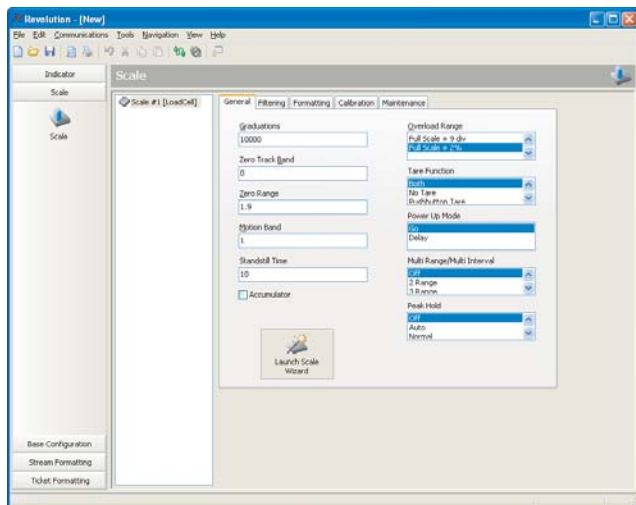 Revolution - [New]
File Edit Communications Tools Navigation View Help
Indicator
Scale
Scale
Base Configuration
Stream Formatting
Ticket Formatting
Scale
Scale #1 [LoadCell]
General Filtering Formatting Calibration Maintenance
Graduations
10000
Zero Track Band
0
Zero Range
1.9
Motion Band
1
Standstill Time
10
Accumulator
Launch Scale
Wizard
Overload Range
Full Scale + 9 div
Full Scale + 2%
Tare Function
Both
No Tare
Pushbutton Tare
Power Up Mode
Go
Delay
Multi Range/Multi Interval
Off
2 Range
3 Range
Peak Hold
Off
Auto
Normal